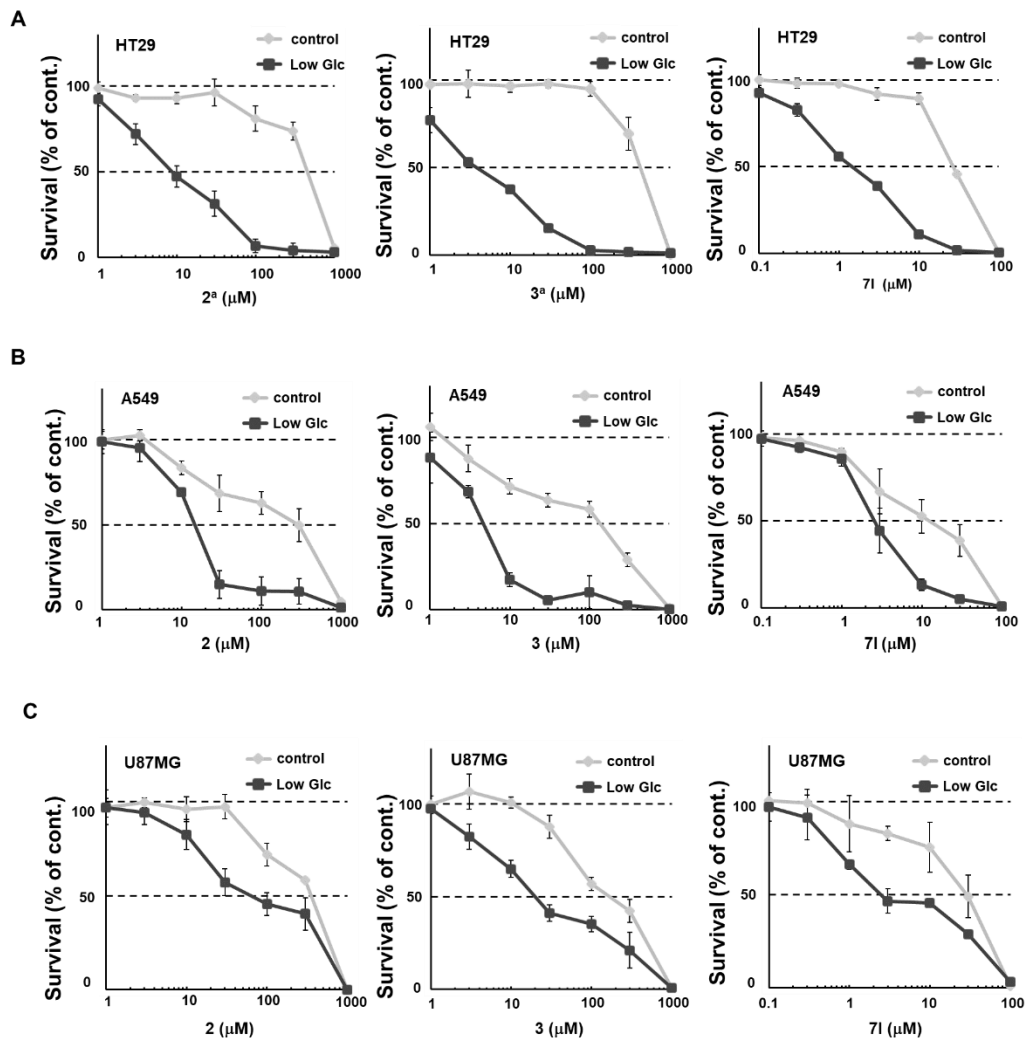 A
HT29
control
Low Glc
Survival (% of cont.)
100
50
0
1
10
100
1000
2ª (μM)
HT29
control
Low Glc
Survival (% of cont.)
100
50
0
1
10
100
1000
3ª (μM)
HT29
control
Low Glc
Survival (% of cont.)
100
50
0
0.1
1
10
100
7l (μM)
B
A549
control
Low Glc
Survival (% of cont.)
100
50
0
1
10
100
1000
2 (μM)
A549
control
Low Glc
Survival (% of cont.)
100
50
0
1
10
100
1000
3 (μM)
A549
control
Low Glc
Survival (% of cont.)
100
50
0
0.1
1
10
100
7l (μM)
C
U87MG
control
Low Glc
Survival (% of cont.)
100
50
0
1
10
100
1000
2 (μM)
U87MG
control
Low Glc
Survival (% of cont.)
100
50
0
1
10
100
1000
3 (μM)
U87MG
control
Low Glc
Survival (% of cont.)
100
50
0
0.1
1
10
100
7l (μM)